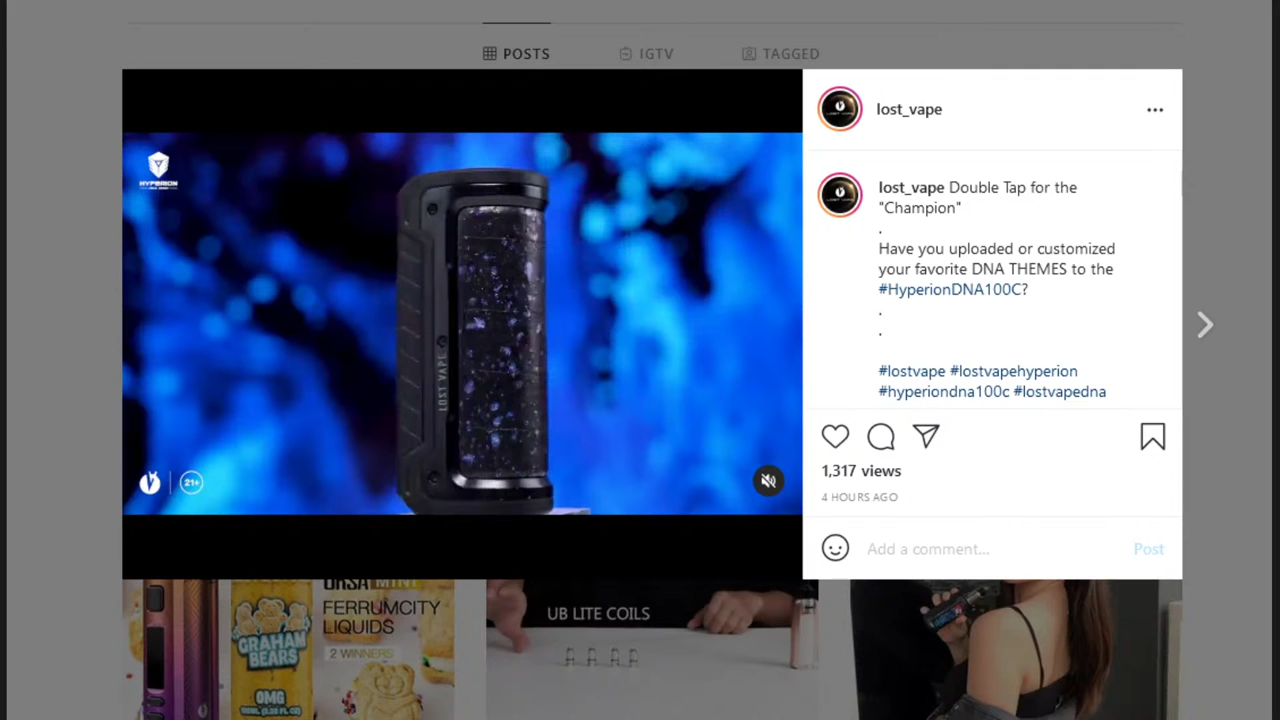 POSTS
IGTV
TAGGED
HYPERION
LOST VAPE
21+
lost_vape
lost_vape Double Tap for the
"Champion"
.
Have you uploaded or customized
your favorite DNA THEMES to the
#HyperionDNA100C?
.
.
#lostvape #lostvapehyperion
#hyperiondna100c #lostvapedna
1,317 views
4 HOURS AGO
Add a comment...
Post
URSA MINI
FERRUMCITY
LIQUIDS
2 WINNERS
GRAHAM
BEARS
0MG
UB LITE COILS